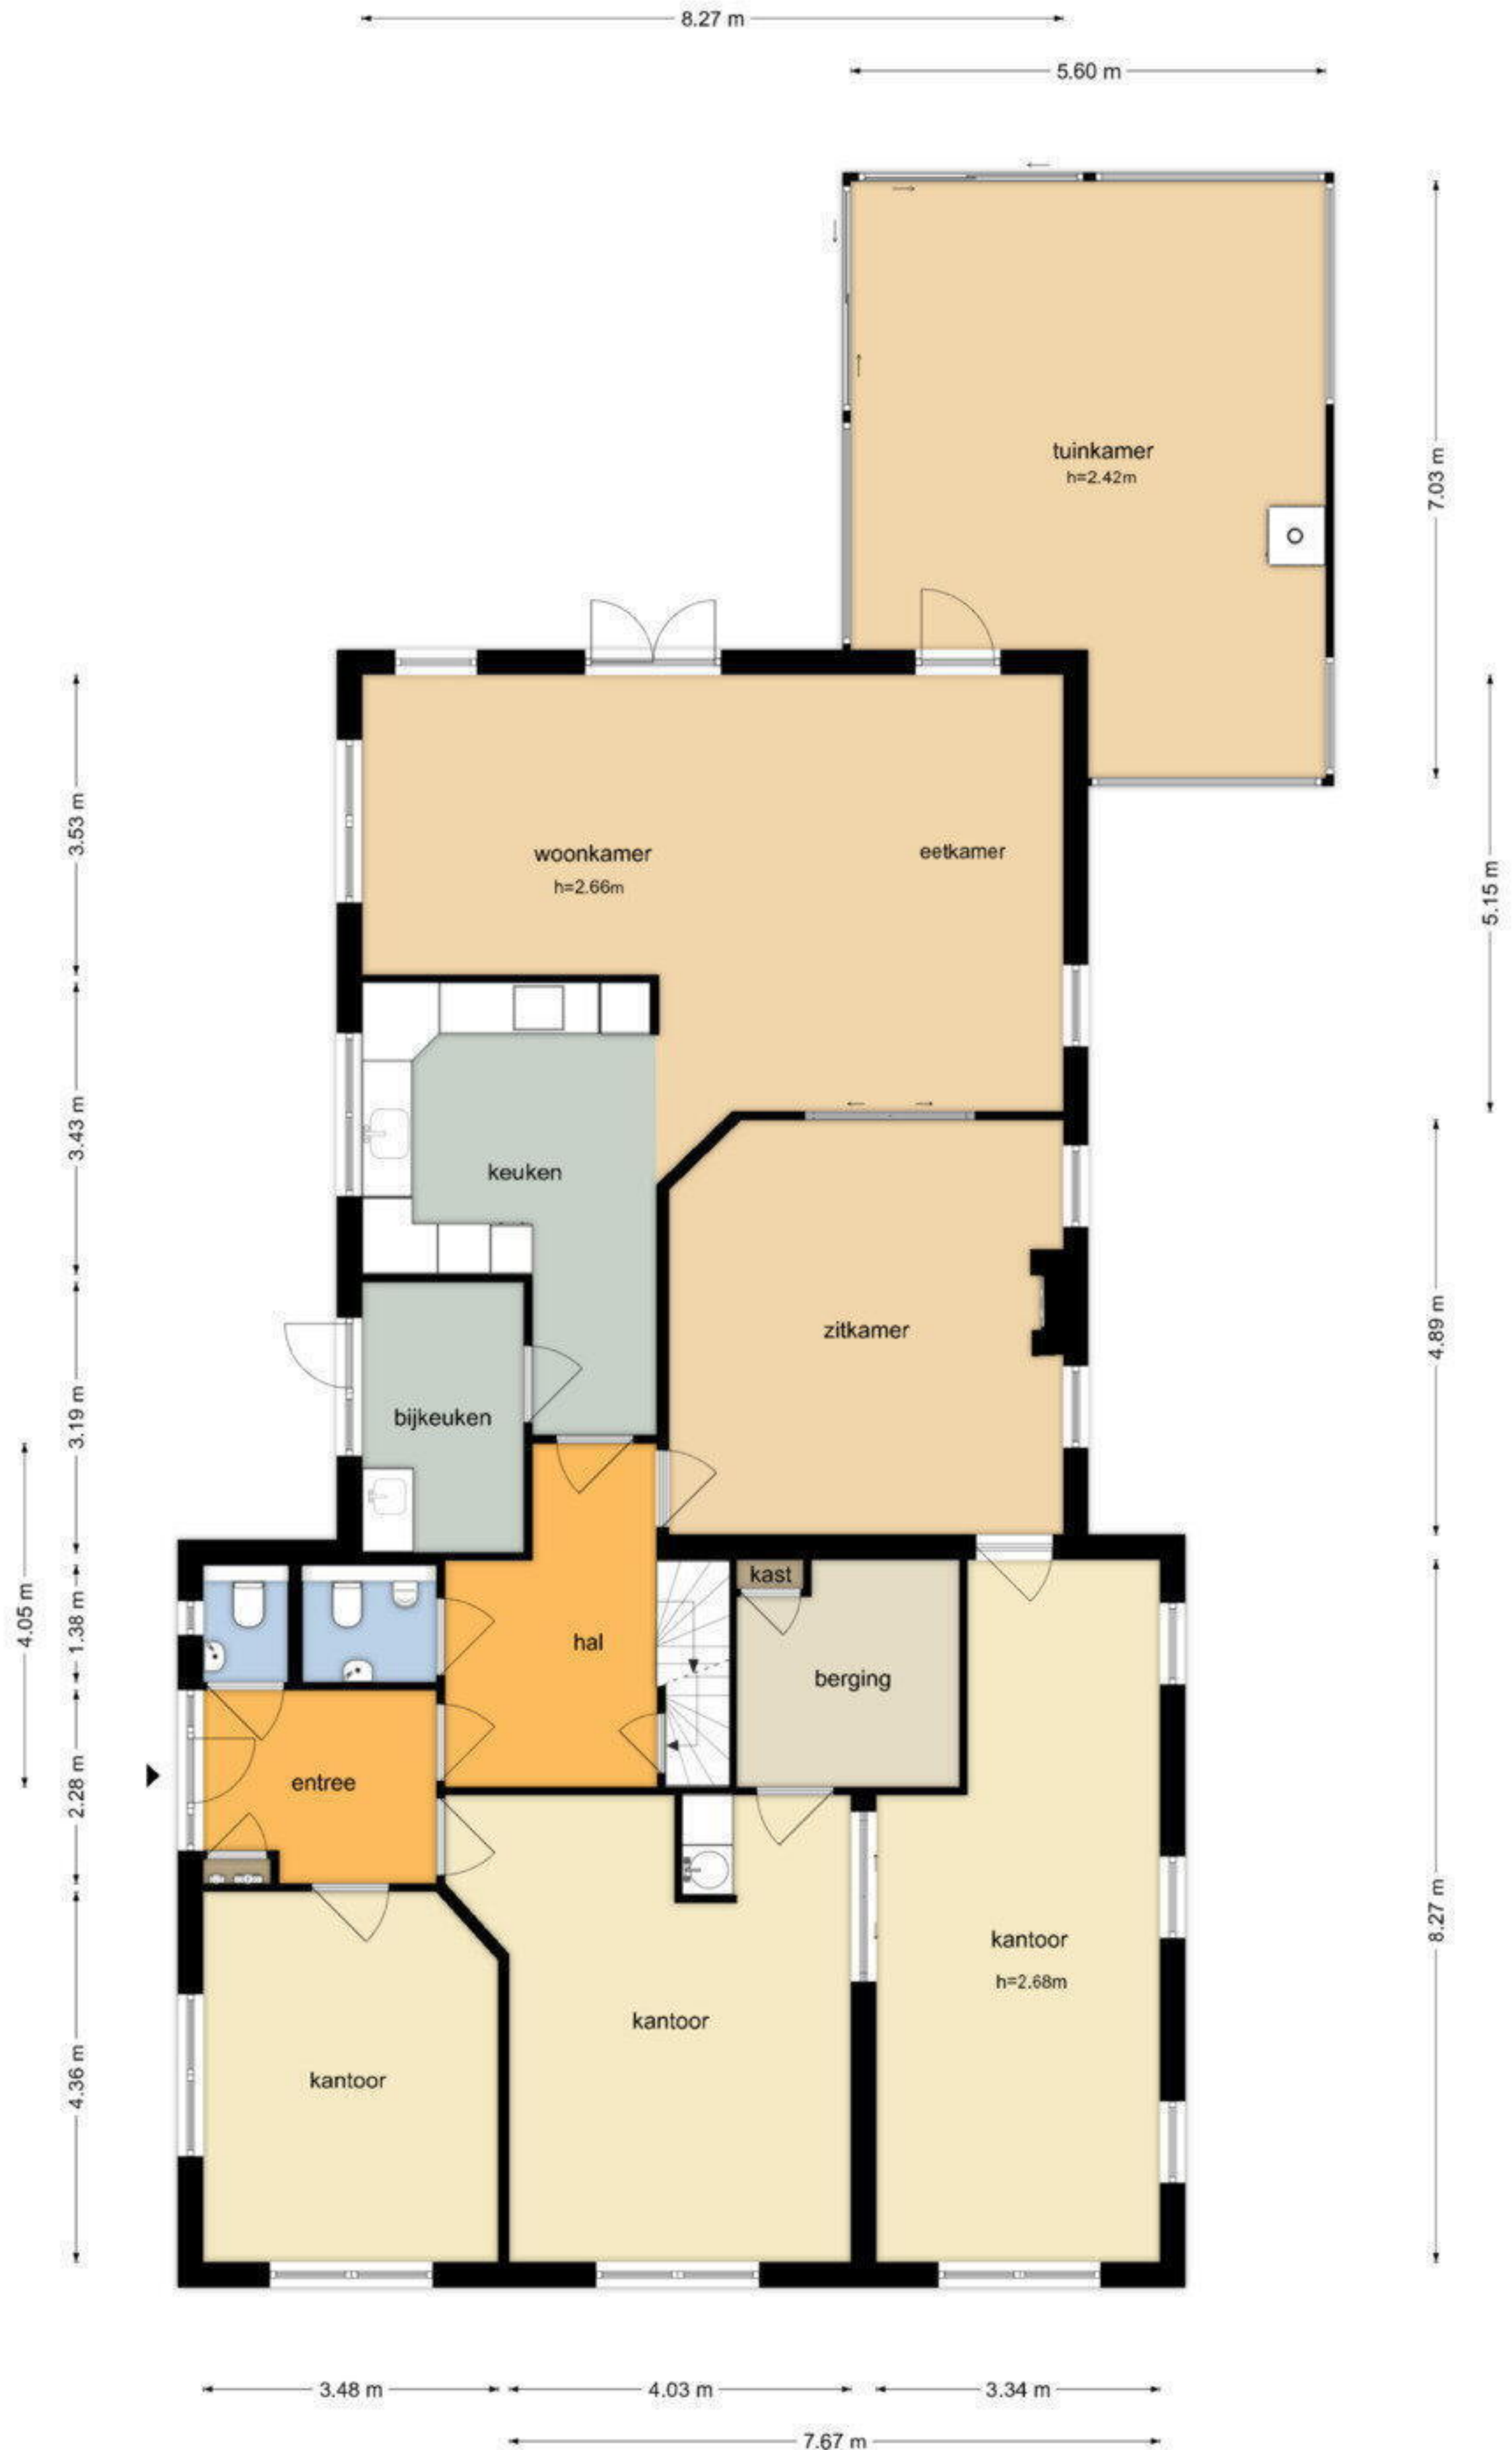 8.27 m
5.60 m
tuinkamer
h=2.42m
7.03 m
3.53 m
woonkamer
h=2.66m
eetkamer
5.15 m
3.43 m
keuken
zitkamer
4.89 m
3.19 m
bijkeuken
4.05 m
1.38 m
kast
hal
berging
2.28 m
entree
kantoor
h=2.68m
8.27 m
kantoor
4.36 m
kantoor
3.48 m
4.03 m
3.34 m
7.67 m